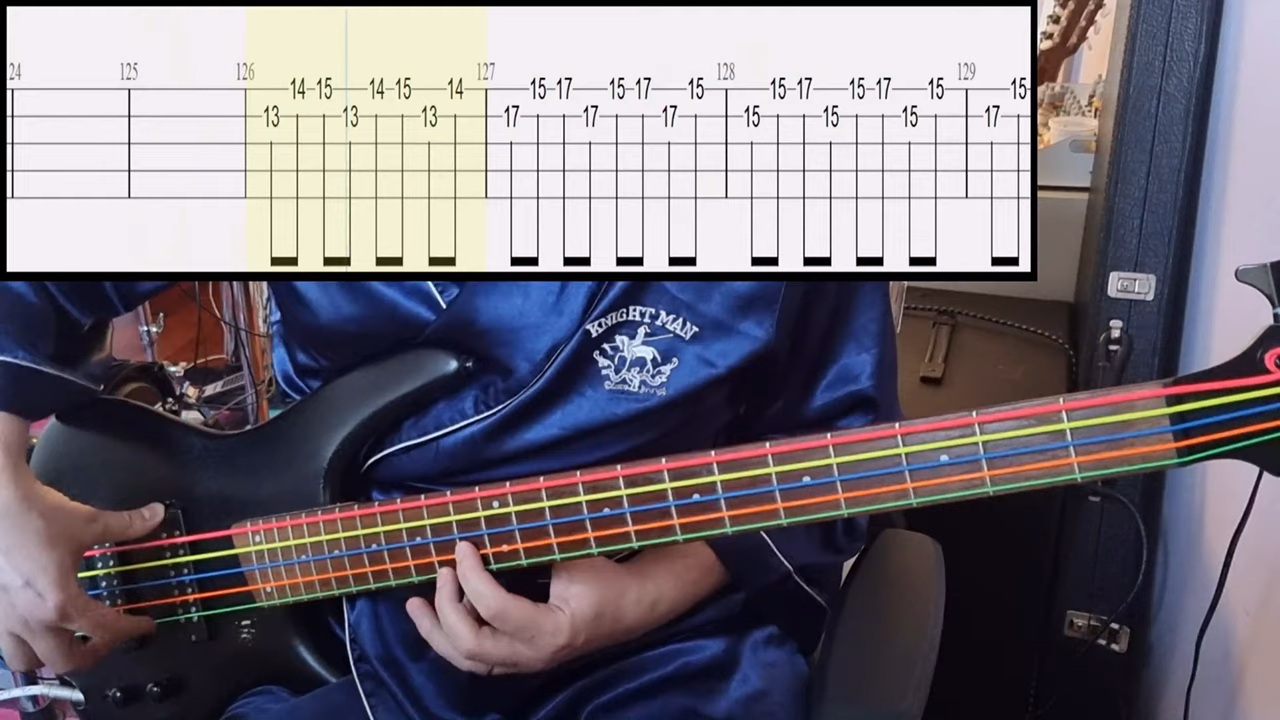 24 125 126 127 128 129
14 15 14 15 14 15 17 15 17 15 15 17 15 17 15 15
13 13 13 17 17 17 15 15 15 17
KNIGHT MAN